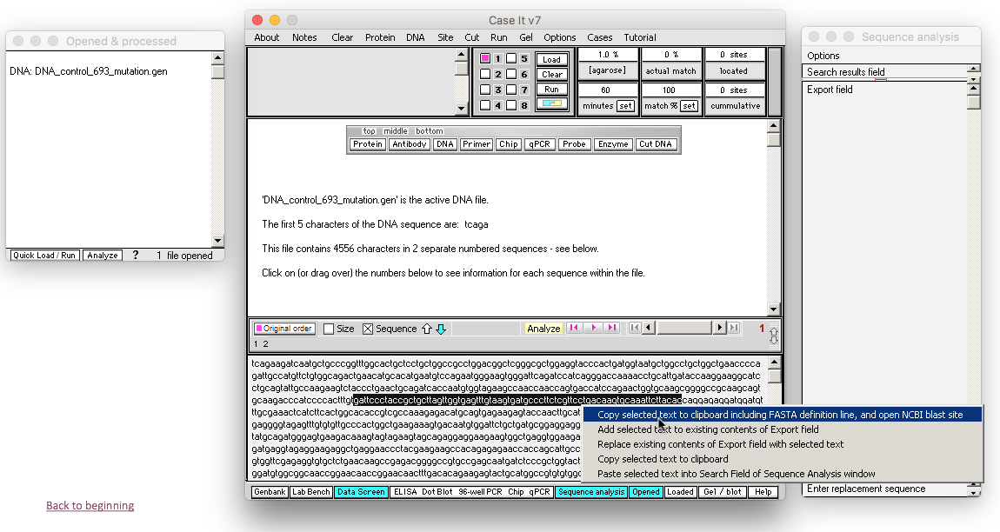 Opened & processed
DNA: DNA_control_693_mutation.gen
Quick Load / Run Analyze ? 1 file opened
Back to beginning
Case It v7
About Notes Clear Protein DNA Site Cut Run Gel Options Cases Tutorial
1 5 Load
2 6 Clear
3 7 Run
4 8
1.0 % 0 % 0 sites
[agarose] actual match located
60 100 0 sites
minutes set match % set cummulative
top middle bottom
Protein Antibody DNA Primer Chip qPCR Probe Enzyme Cut DNA
'DNA_control_693_mutation.gen' is the active DNA file.
The first 5 characters of the DNA sequence are: tcaga
This file contains 4556 characters in 2 separate numbered sequences - see below.
Click on (or drag over) the numbers below to see information for each sequence within the file.
Original order Size Sequence Analyze 1
1 2
tcagaagatcaatgctgcccggtttggcactgctcctgctggccgcctggacggctcgggcgctggaggtacccactgatggtaatgctggcctgctggctgaacccca
gattgccatgttctgtggcagactgaacatgcacatgaatgtccagaatgggaagtgggattcagatccatcagggaccaaaacctgcattgataccaaggaaggcatc
ctgcagtattgccaagaagtctaccctgaactgcagatcaccaatgtggtagaagccaaccaaccagtgaccatccagaactggtgcaagcggggccgcaagcagt
gcaagacccatccccactttgtgattccctaccgctgcttagttggtgagtttgtaagtgatgcccttctcgttcctgacaagtgcaaattcttacaccaggagaggatggatgt
Copy selected text to clipboard including FASTA definition line, and open NCBI blast site
Add selected text to existing contents of Export field
Replace existing contents of Export field with selected text
Copy selected text to clipboard
Paste selected text into Search Field of Sequence Analysis window
Genbank Lab Bench Data Screen ELISA Dot Blot 96-well PCR Chip qPCR Sequence analysis Opened Loaded Gel / blot Help
Sequence analysis
Options
Search results field
Export field
Enter replacement sequence